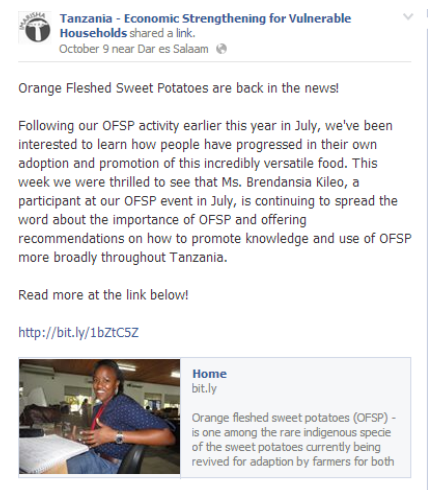 IMARISHA
Tanzania - Economic Strengthening for Vulnerable
Households shared a link.
October 9 near Dar es Salaam
Orange Fleshed Sweet Potatoes are back in the news!
Following our OFSP activity earlier this year in July, we've been
interested to learn how people have progressed in their own
adoption and promotion of this incredibly versatile food. This
week we were thrilled to see that Ms. Brendansia Kileo, a
participant at our OFSP event in July, is continuing to spread the
word about the importance of OFSP and offering
recommendations on how to promote knowledge and use of OFSP
more broadly throughout Tanzania.
Read more at the link below!
http://bit.ly/1bZtC5Z
Home
bit.ly
Orange fleshed sweet potatoes (OFSP) -
is one among the rare indigenous specie
of the sweet potatoes currently being
revived for adaption by farmers for both